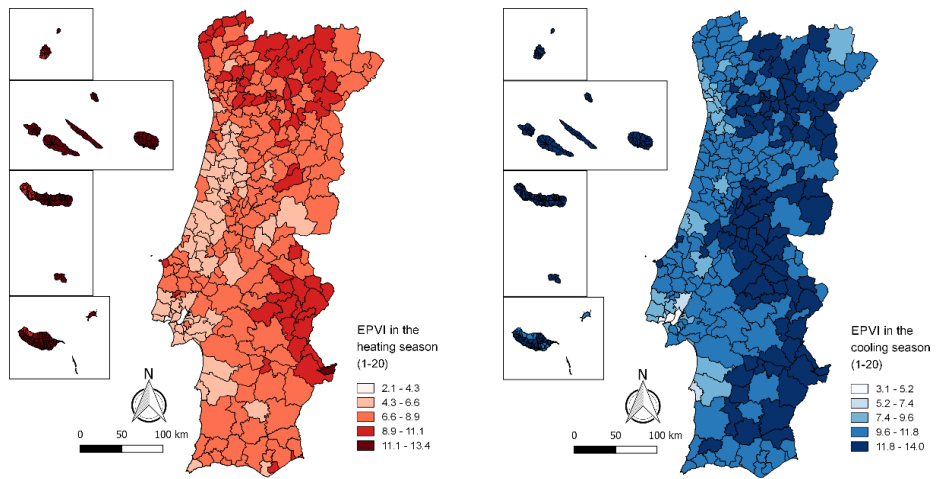 EPVI in the
heating season
(1-20)
2.1 - 4.3
4.3 - 6.6
6.6 - 8.9
8.9 - 11.1
11.1 - 13.4
N
0 50 100 km
EPVI in the
cooling season
(1-20)
3.1 - 5.2
5.2 - 7.4
7.4 - 9.6
9.6 - 11.8
11.8 - 14.0
N
0 50 100 km